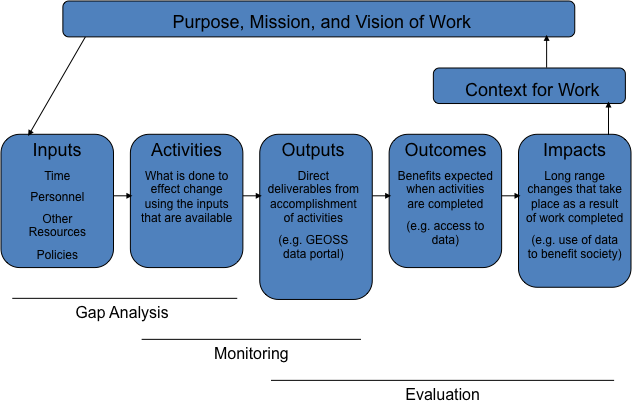 Purpose, Mission, and Vision of Work
Context for Work
Inputs
Time
Personnel
Other
Resources
Policies
Activities
What is done to
effect change
using the inputs
that are available
Outputs
Direct
deliverables from
accomplishment
of activities
(e.g. GEOSS
data portal)
Outcomes
Benefits expected
when activities
are completed
(e.g. access to
data)
Impacts
Long range
changes that take
place as a result
of work completed
(e.g. use of data
to benefit society)
Gap Analysis
Monitoring
Evaluation